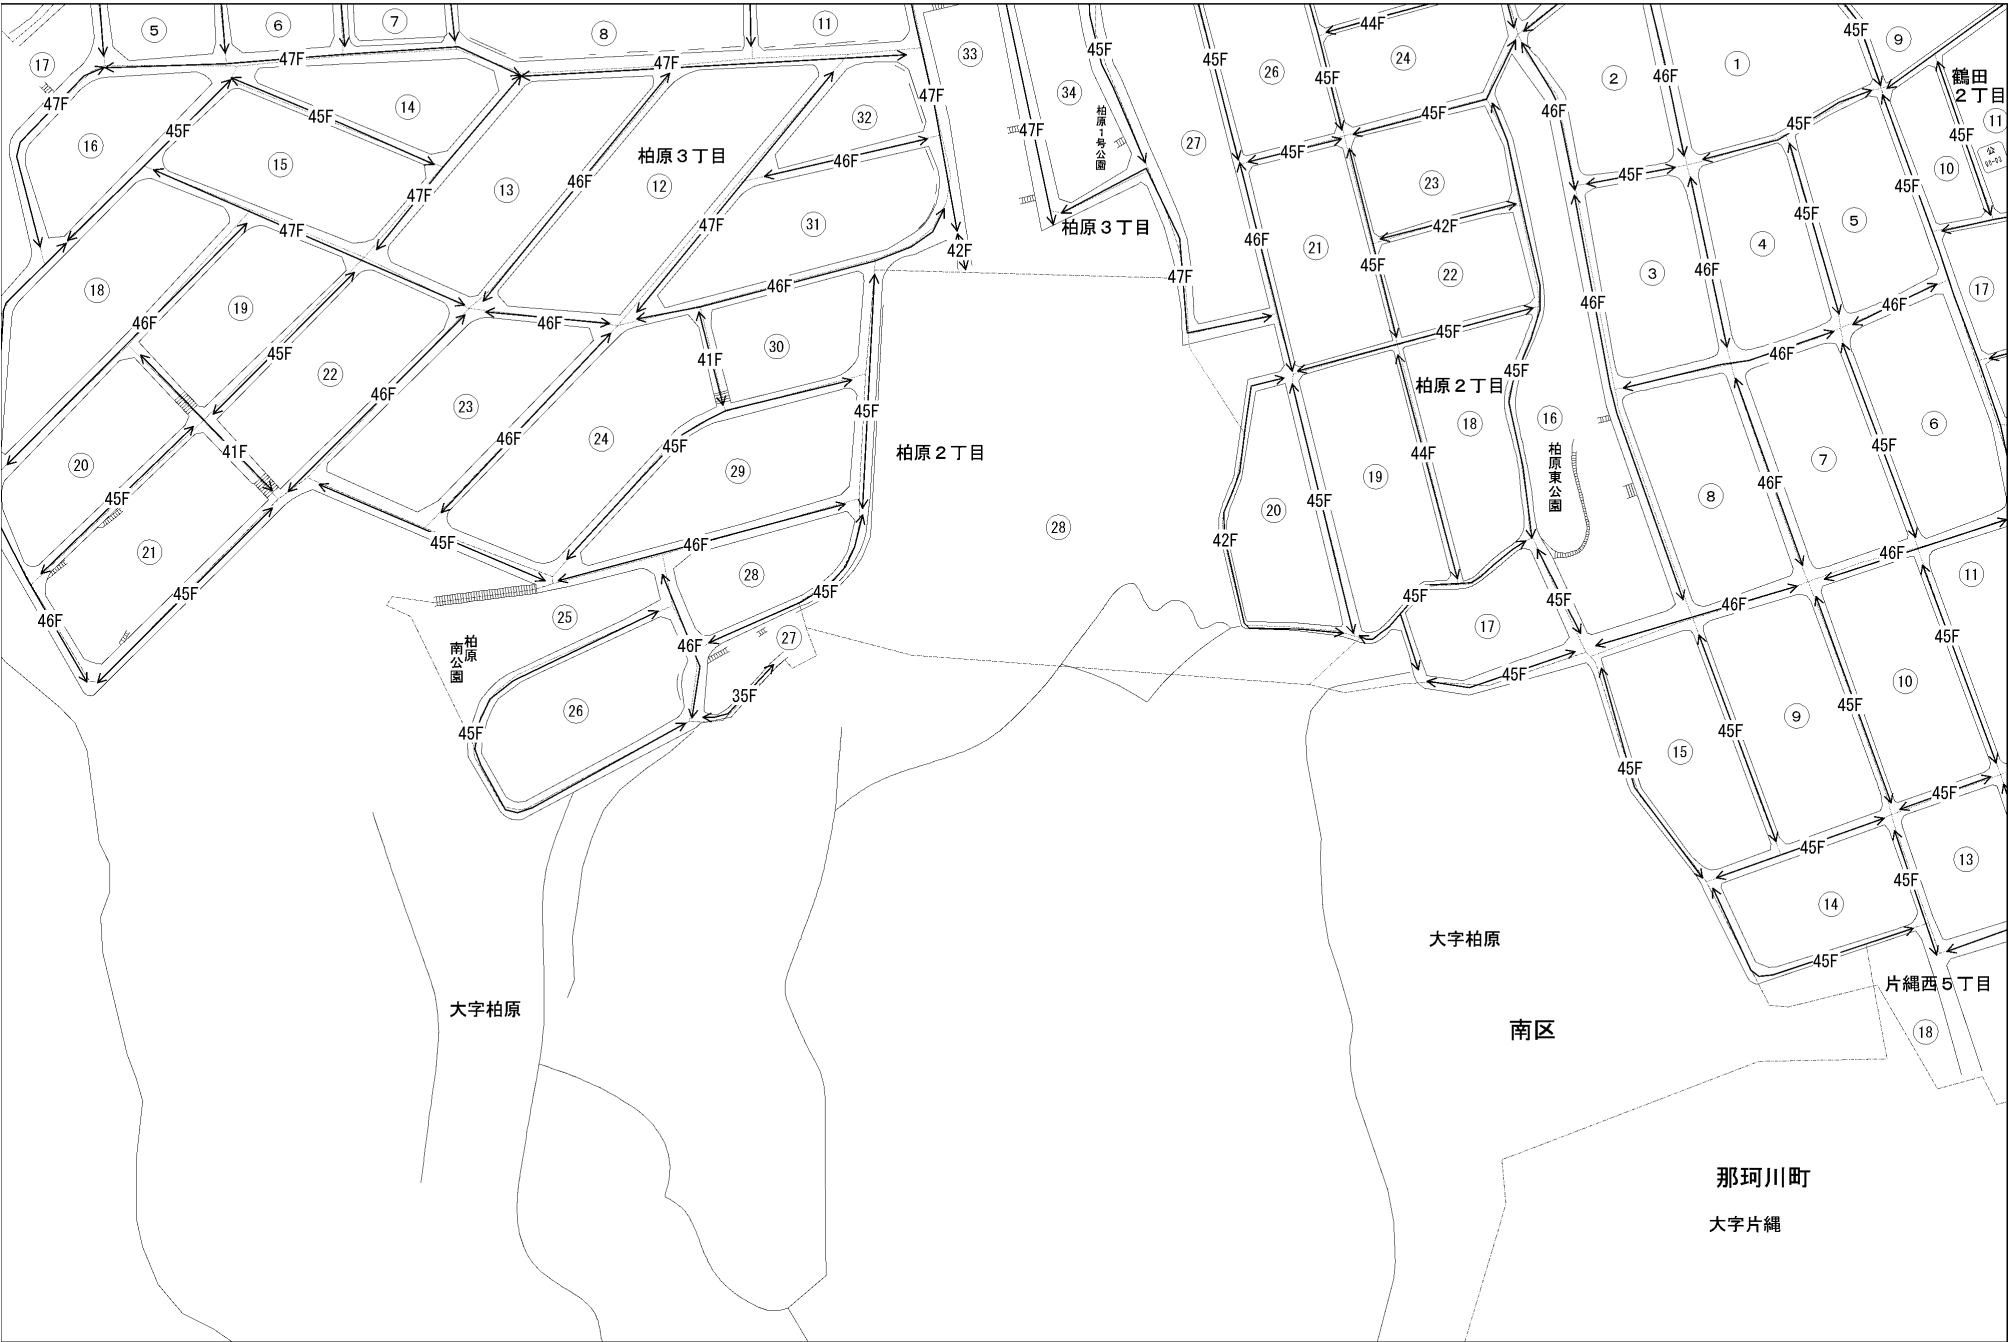 ⑤
⑥
⑦
⑧
⑪
㉝
44F
45F
⑨
⑰
47F
47F
45F
45F
㉖
㉔
45F
46F
②
①
鶴田
2丁目
47F
⑭
45F
㉜
47F
㉞
柏原1号公園
45F
46F
45F
⑪
⑯
45F
47F
㉗
45F
45F
公
柏原3丁目
⑮
46F
⑬
⑫
46F
45F
㉓
45F
45F
⑩
47F
47F
㉛
柏原3丁目
42F
45F
⑤
47F
42F
46F
㉑
④
⑱
46F
47F
45F
㉒
③
46F
⑰
⑲
46F
46F
46F
46F
45F
㉚
45F
45F
46F
41F
㉒
46F
柏原2丁目
㉓
45F
⑱
⑯
⑥
㉔
45F
41F
柏原2丁目
44F
柏原東公園
45F
⑦
⑳
46F
㉙
⑲
46F
⑧
45F
45F
⑳
㉘
㉑
45F
46F
42F
46F
㉘
⑪
45F
45F
45F
45F
46F
46F
㉕
㉗
⑰
45F
柏原
南公園
46F
45F
⑩
35F
㉖
45F
45F
⑨
45F
⑮
45F
45F
45F
⑬
45F
⑭
大字柏原
45F
片縄西5丁目
大字柏原
南区
⑱
那珂川町
大字片縄